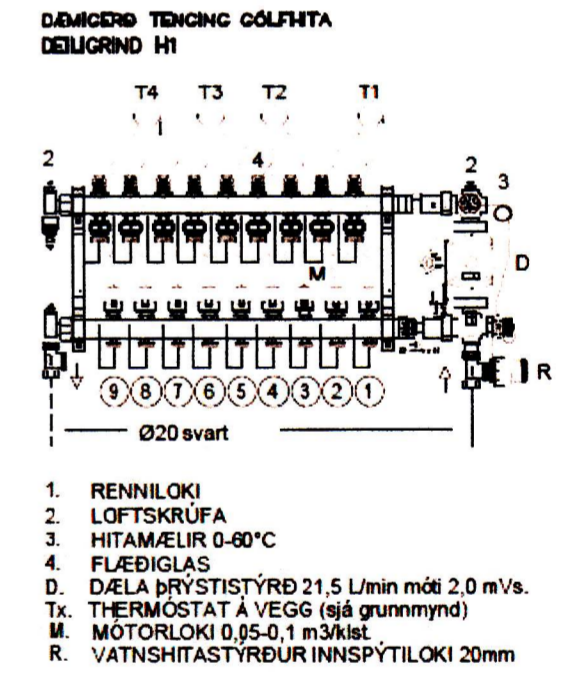 DÆMIGERÐ TENGING GÓLFHITA
DEILIGRIND H1
T4 T3 T2 T1
2 4 2 3
M D
9 8 7 6 5 4 3 2 1 R
Ø20 svart
1. RENNILOKI
2. LOFTSKRÚFA
3. HITAMÆLIR 0-60°C
4. FLÆÐIGLAS
D. DÆLA ÞRÝSTISTÝRÐ 21,5 L/min móti 2,0 mVs.
Tx. THERMÓSTAT Á VEGG (sjá grunnmynd)
M. MÓTORLOKI 0,05-0,1 m3/klst.
R. VATNSHITASTÝRÐUR INNSPÝTILOKI 20mm